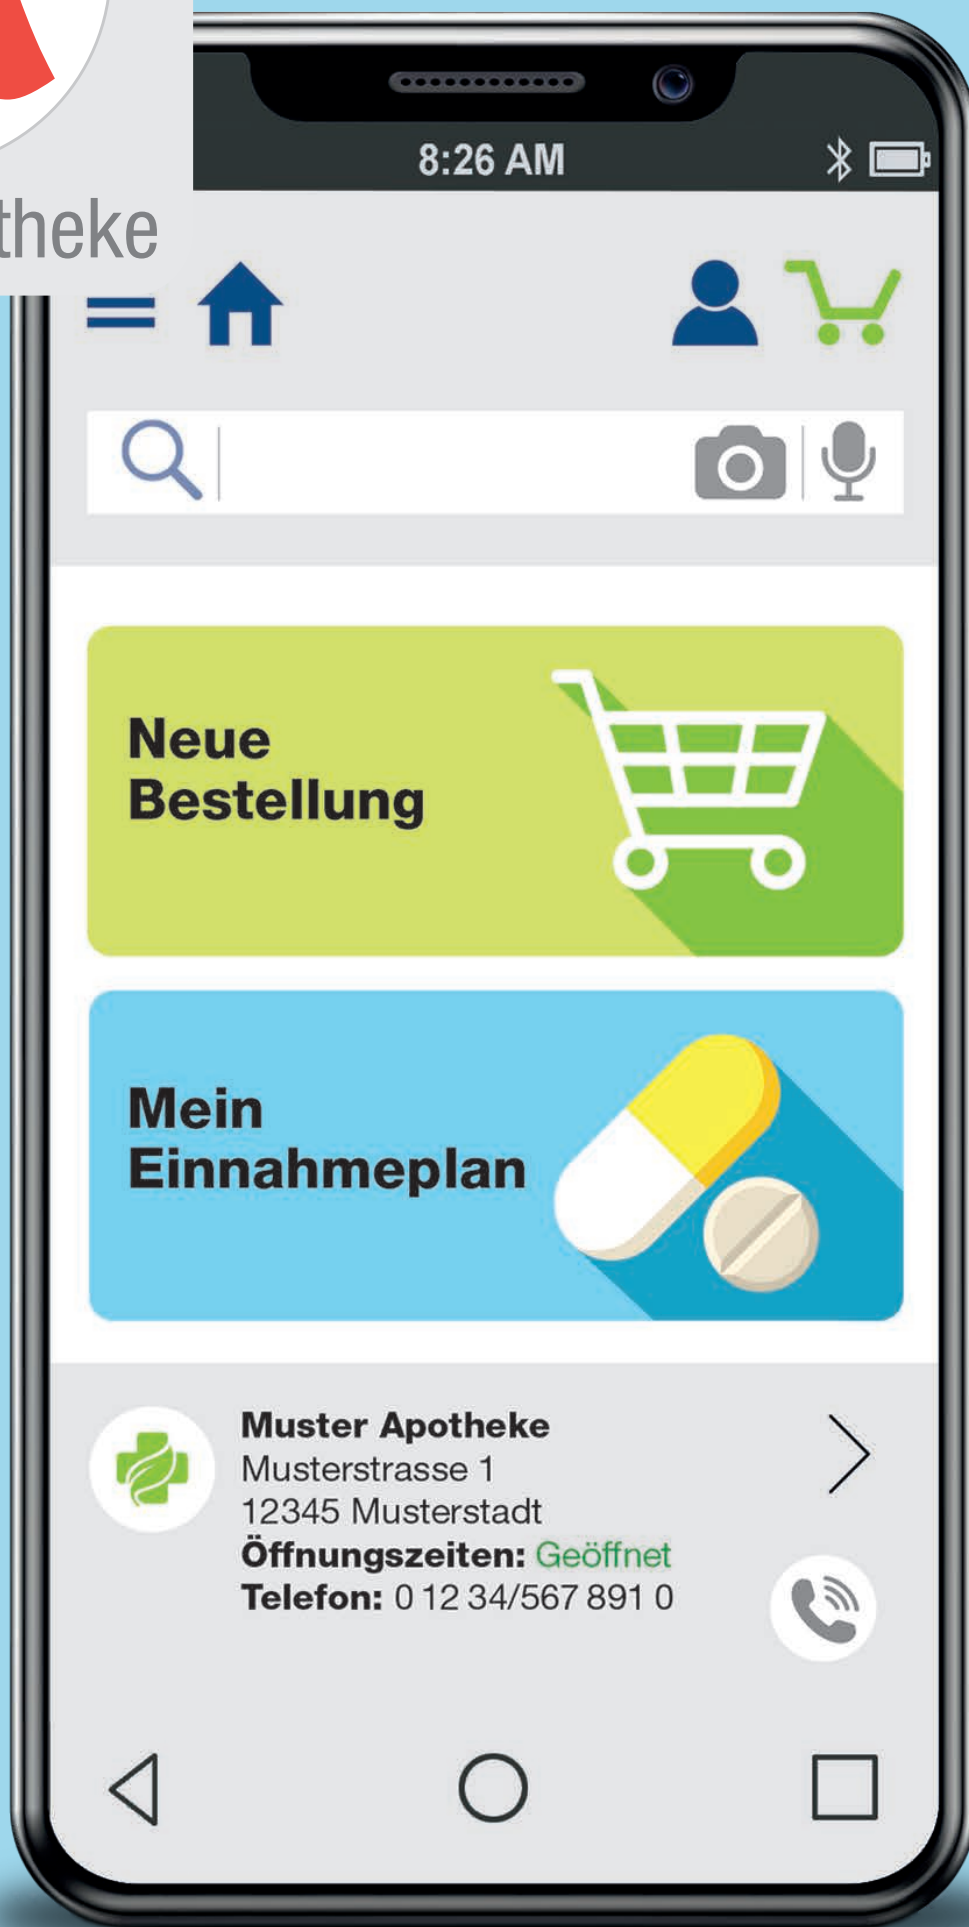 theke
8:26 AM
Neue
Bestellung
Mein
Einnahmeplan
Muster Apotheke
Musterstrasse 1
12345 Musterstadt
Öffnungszeiten: Geöffnet
Telefon: 0 12 34/567 891 0